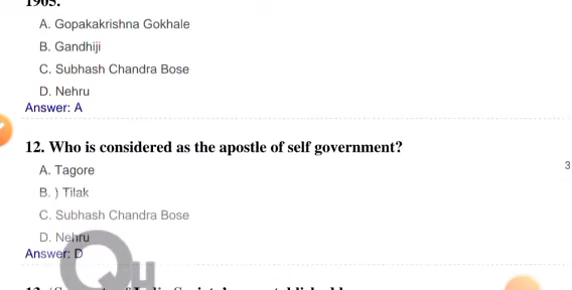 1905.
A. Gopakakrishna Gokhale
B. Gandhiji
C. Subhash Chandra Bose
D. Nehru
Answer: A
12. Who is considered as the apostle of self government?
3
A. Tagore
B. ) Tilak
C. Subhash Chandra Bose
D. Nehru
Answer: D
QH